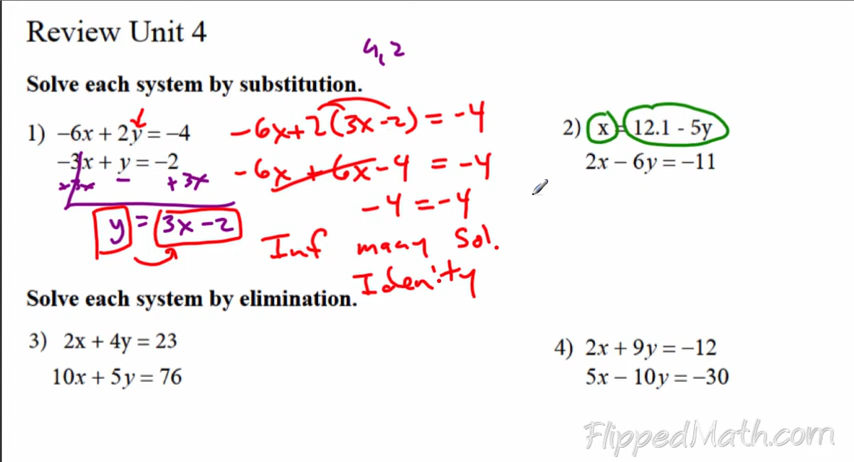 Review Unit 4
4,2
Solve each system by substitution.
1) -6x + 2y = -4
-3x + y = -2
+3x +3x
y = 3x - 2
-6x + 2(3x - 2) = -4
-6x + 6x - 4 = -4
-4 = -4
Inf many Sol.
Idenity
2) x = 12.1 - 5y
2x - 6y = -11
Solve each system by elimination.
3) 2x + 4y = 23
10x + 5y = 76
4) 2x + 9y = -12
5x - 10y = -30
FlippedMath.com